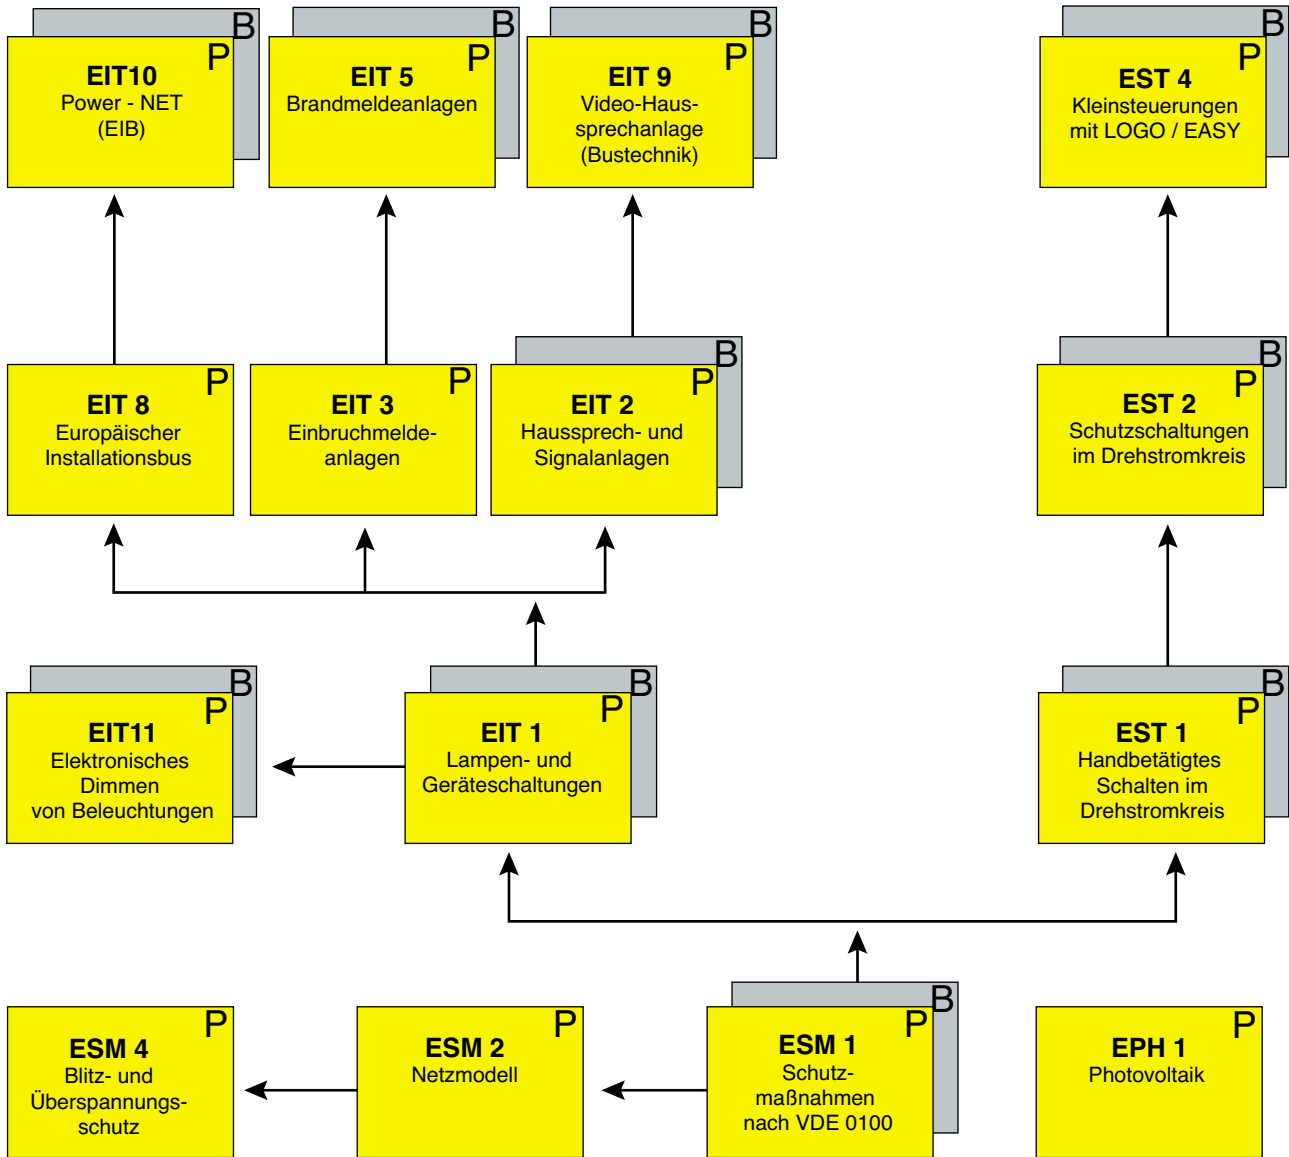 B
P
EIT10
Power - NET
(EIB)
B
P
EIT 5
Brandmeldeanlagen
B
P
EIT 9
Video-Haus-
sprechanlage
(Bustechnik)
B
P
EST 4
Kleinsteuerungen
mit LOGO / EASY
P
EIT 8
Europäischer
Installationsbus
P
EIT 3
Einbruchmelde-
anlagen
B
P
EIT 2
Haussprech- und
Signalanlagen
B
P
EST 2
Schutzschaltungen
im Drehstromkreis
B
P
EIT11
Elektronisches
Dimmen
von Beleuchtungen
B
P
EIT 1
Lampen- und
Geräteschaltungen
B
P
EST 1
Handbetätigtes
Schalten im
Drehstromkreis
P
ESM 4
Blitz- und
Überspannungs-
schutz
P
ESM 2
Netzmodell
B
P
ESM 1
Schutz-
maßnahmen
nach VDE 0100
P
EPH 1
Photovoltaik